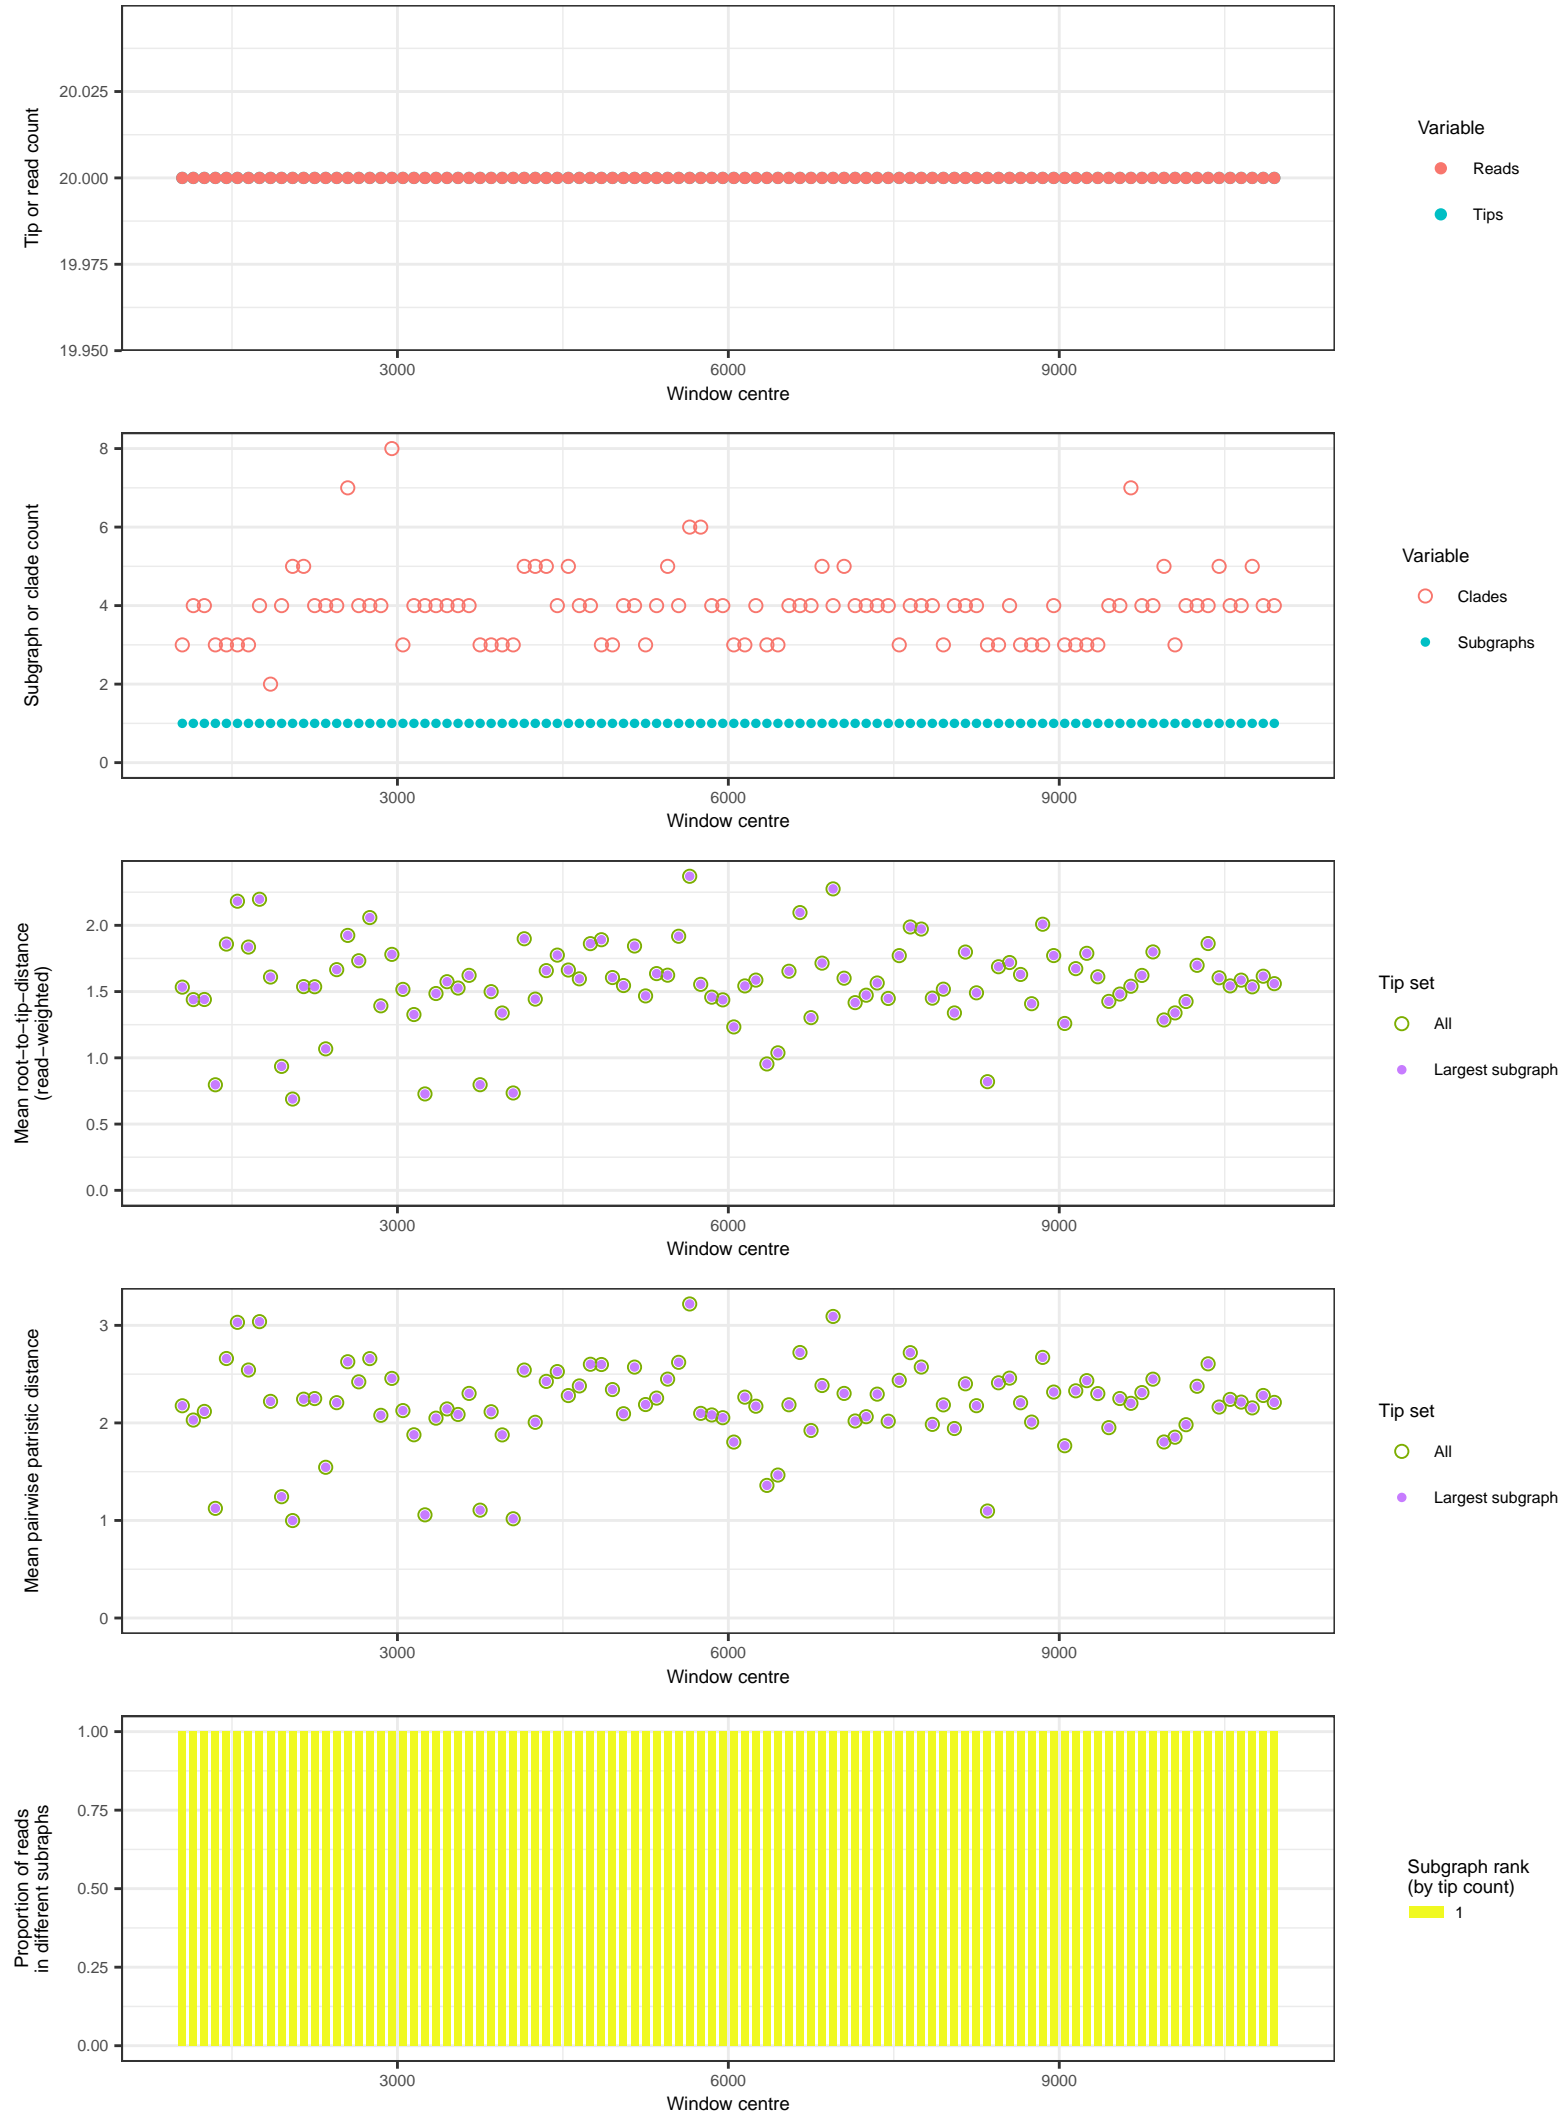 Tip or read count
20.025
20.000
19.975
19.950
3000
6000
9000
Window centre
Variable
Reads
Tips
Subgraph or clade count
8
6
4
2
0
3000
6000
9000
Window centre
Variable
Clades
Subgraphs
Mean root−to−tip−distance
(read−weighted)
2.0
1.5
1.0
0.5
0.0
3000
6000
9000
Window centre
Tip set
All
Largest subgraph
Mean pairwise patristic distance
3
2
1
0
3000
6000
9000
Window centre
Tip set
All
Largest subgraph
Proportion of reads
in different subraphs
1.00
0.75
0.50
0.25
0.00
3000
6000
9000
Window centre
Subgraph rank
(by tip count)
1